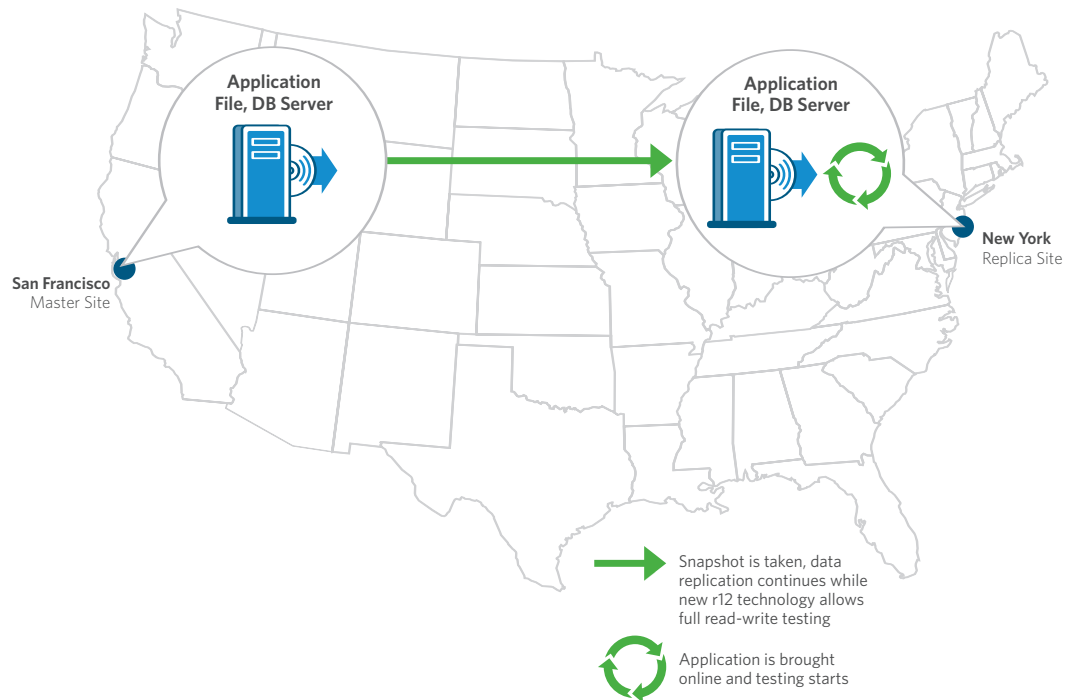 Application
File, DB Server
Application
File, DB Server
San Francisco
Master Site
New York
Replica Site
Snapshot is taken, data
replication continues while
new r12 technology allows
full read-write testing
Application is brought
online and testing starts